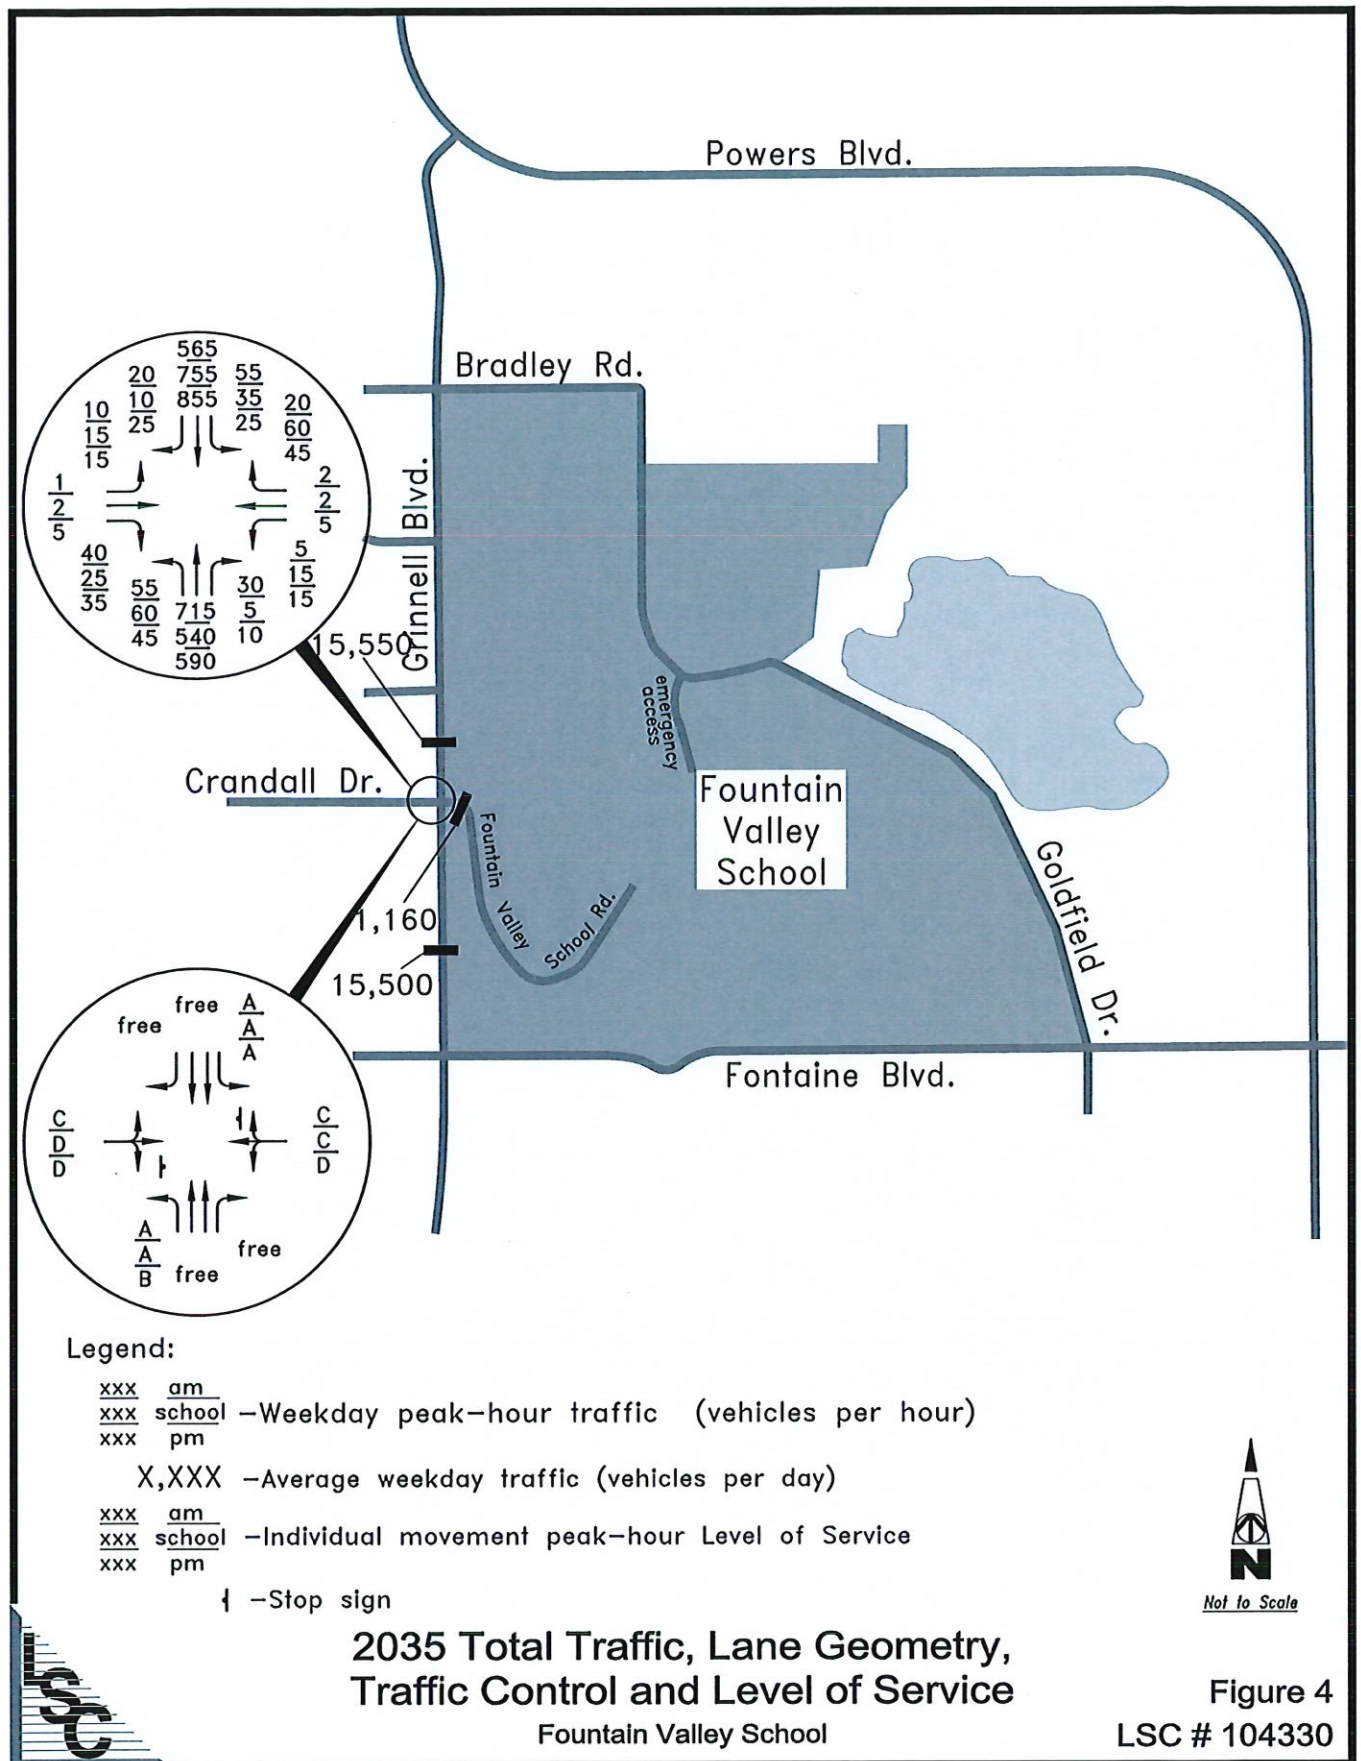 Powers Blvd.
Bradley Rd.
Grinnell Blvd.
565
755
855
20
10
25
55
35
25
10
15
15
20
60
45
1
2
5
2
2
5
40
25
35
5
15
15
55
60
45
715
540
590
30
5
10
15,550
emergency
access
Crandall Dr.
Fountain
Valley
School
Fountain Valley School Rd.
Goldfield Dr.
1,160
15,500
Fontaine Blvd.
free
free
A
A
A
C
D
D
C
C
D
A
A
B
free
free
Legend:
xxx am
xxx school –Weekday peak–hour traffic (vehicles per hour)
xxx pm
X,XXX –Average weekday traffic (vehicles per day)
xxx am
xxx school –Individual movement peak–hour Level of Service
xxx pm
–Stop sign
N
Not to Scale
2035 Total Traffic, Lane Geometry,
Traffic Control and Level of Service
Fountain Valley School
Figure 4
LSC # 104330
LSC